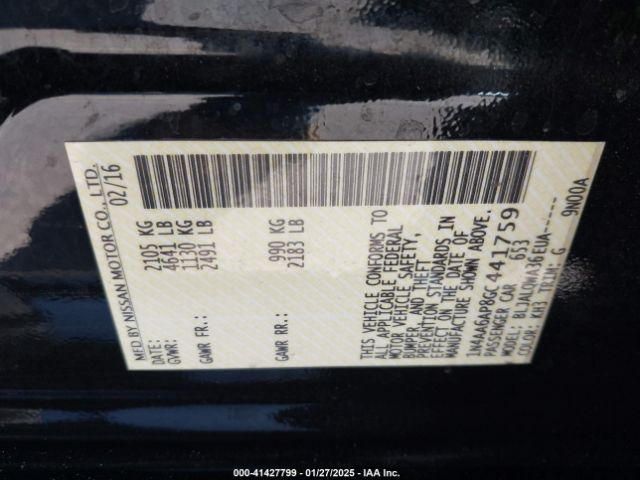 MFD BY NISSAN MOTOR CO., LTD.
DATE: 02/16
GVWR: 2105 KG
4641 LB
GAWR FR.: 1130 KG
2491 LB
GAWR RR.: 990 KG
2183 LB
THIS VEHICLE CONFORMS TO
ALL APPLICABLE FEDERAL
MOTOR VEHICLE SAFETY,
BUMPER, AND THEFT
PREVENTION STANDARDS IN
EFFECT ON THE DATE OF
MANUFACTURE SHOWN ABOVE.
1N4AA6AP8GC441759
PASSENGER CAR 653
MODEL: BLJALQWA36EUA-----
COLOR: KH3 TRIM: G 9N00A
000-41427799 - 01/27/2025 - IAA Inc.